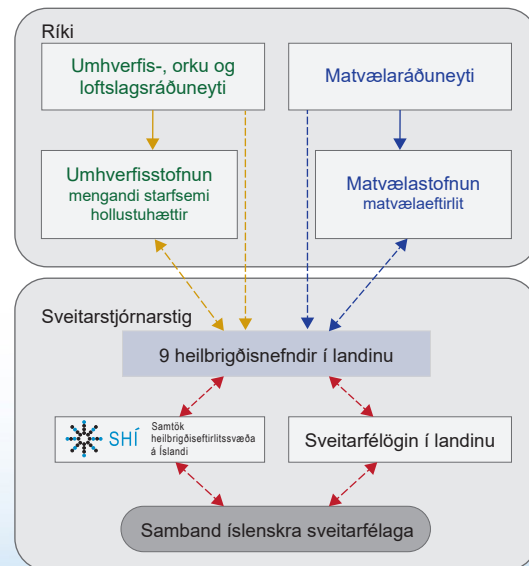 Ríki
Umhverfis-, orku og
loftslagsráðuneyti
Matvælaráðuneyti
Umhverfisstofnun
mengandi starfsemi
hollustuhættir
Matvælastofnun
matvælaeftirlit
Sveitarstjórnarstig
9 heilbrigðisnefndir í landinu
SHÍ
Samtök
heilbrigðiseftirlitssvæða
á Íslandi
Sveitarfélögin í landinu
Samband íslenskra sveitarfélaga